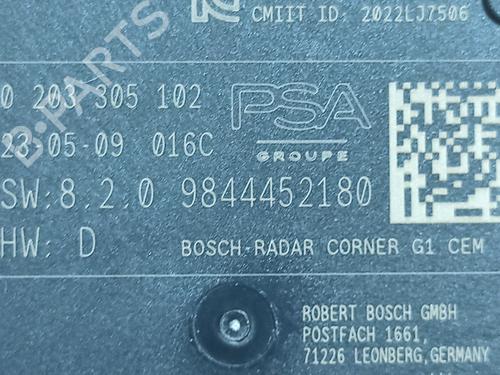 CMIIT ID: 2022LJ7506
0 203 305 102
PSA
23-05-09 016C
GROUPE
SW:8.2.0 9844452180
HW: D BOSCH-RADAR CORNER G1 CEM
ROBERT BOSCH GMBH
POSTFACH 1661,
71226 LEONBERG,GERMANY
B-PARTS